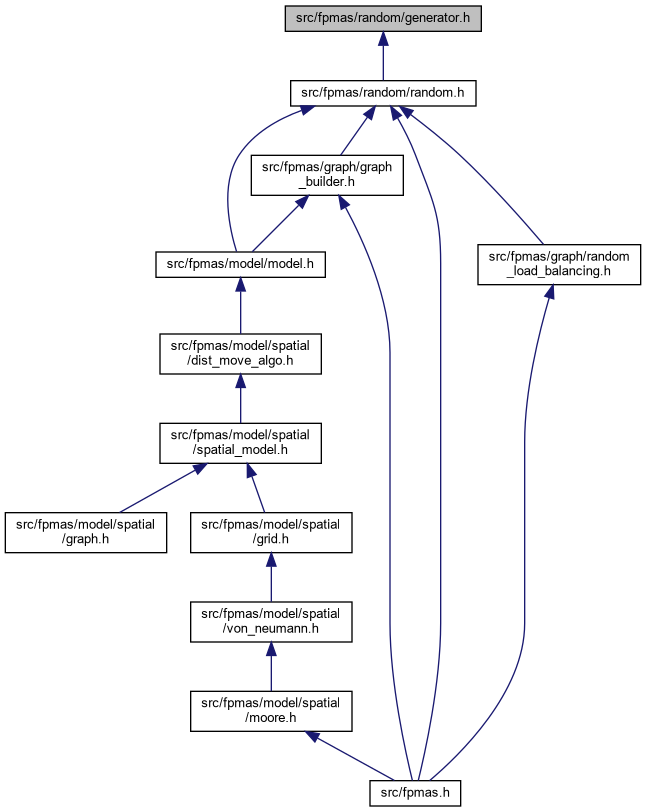 src/fpmas/random/generator.h
src/fpmas/random/random.h
src/fpmas/graph/graph
_builder.h
src/fpmas/model/model.h
src/fpmas/graph/random
_load_balancing.h
src/fpmas/model/spatial
/dist_move_algo.h
src/fpmas/model/spatial
/spatial_model.h
src/fpmas/model/spatial
/graph.h
src/fpmas/model/spatial
/grid.h
src/fpmas/model/spatial
/von_neumann.h
src/fpmas/model/spatial
/moore.h
src/fpmas.h